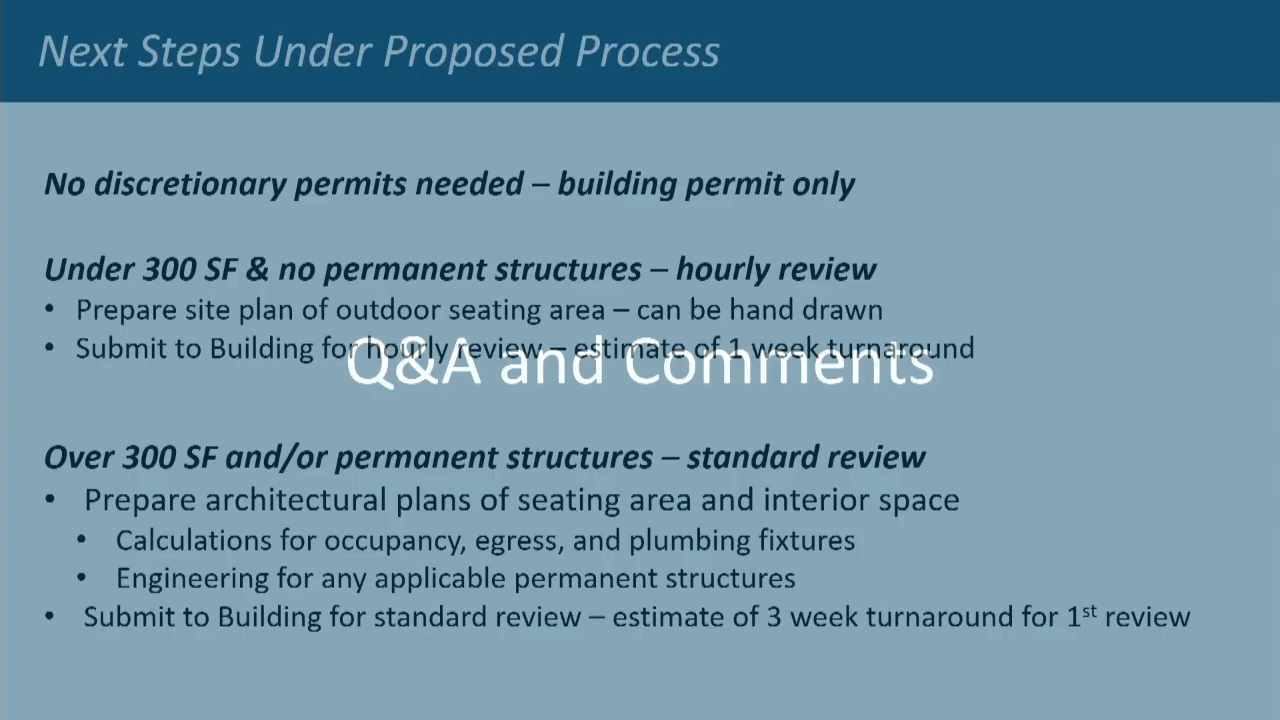 Next Steps Under Proposed Process
No discretionary permits needed – building permit only
Under 300 SF & no permanent structures – hourly review
• Prepare site plan of outdoor seating area – can be hand drawn
• Submit to Building for hourly review – estimate of 1 week turnaround
Q&A and Comments
Over 300 SF and/or permanent structures – standard review
• Prepare architectural plans of seating area and interior space
• Calculations for occupancy, egress, and plumbing fixtures
• Engineering for any applicable permanent structures
• Submit to Building for standard review – estimate of 3 week turnaround for 1st review